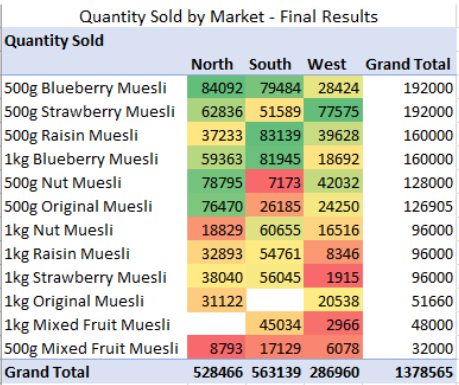 Quantity Sold by Market - Final Results
Quantity Sold
North South West Grand Total
500g Blueberry Muesli 84092 79484 28424 192000
500g Strawberry Muesli 62836 51589 77575 192000
500g Raisin Muesli 37233 83139 39628 160000
1kg Blueberry Muesli 59363 81945 18692 160000
500g Nut Muesli 78795 7173 42032 128000
500g Original Muesli 76470 26185 24250 126905
1kg Nut Muesli 18829 60655 16516 96000
1kg Raisin Muesli 32893 54761 8346 96000
1kg Strawberry Muesli 38040 56045 1915 96000
1kg Original Muesli 31122 20538 51660
1kg Mixed Fruit Muesli 45034 2966 48000
500g Mixed Fruit Muesli 8793 17129 6078 32000
Grand Total 528466 563139 286960 1378565